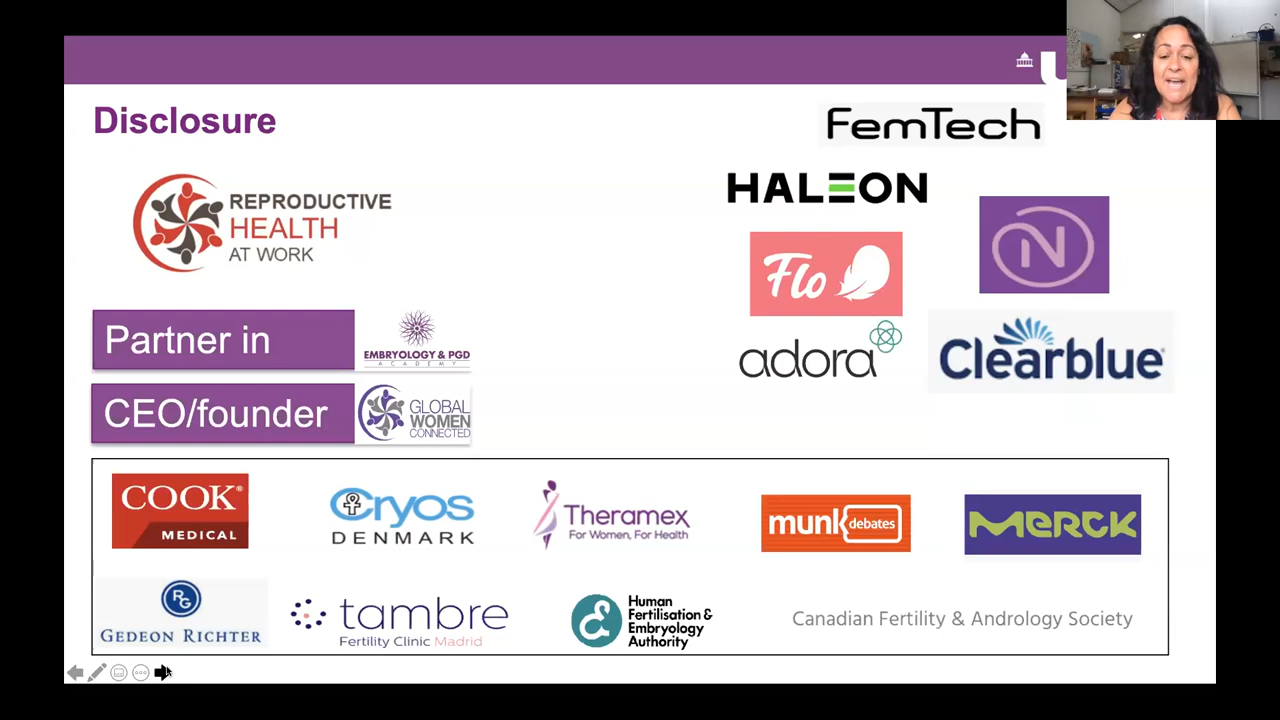 Disclosure
FemTech
HALEON
REPRODUCTIVE
HEALTH
AT WORK
N
Flo
adora
Clearblue®
Partner in
EMBRYOLOGY & PGD
ACADEMY
CEO/founder
GLOBAL
WOMEN
CONNECTED
COOK®
MEDICAL
Cryos
DENMARK
Theramex
For Women, For Health
munk debates
MERCK
RG
GEDEON RICHTER
tambre
Fertility Clinic Madrid
Human
Fertilisation &
Embryology
Authority
Canadian Fertility & Andrology Society